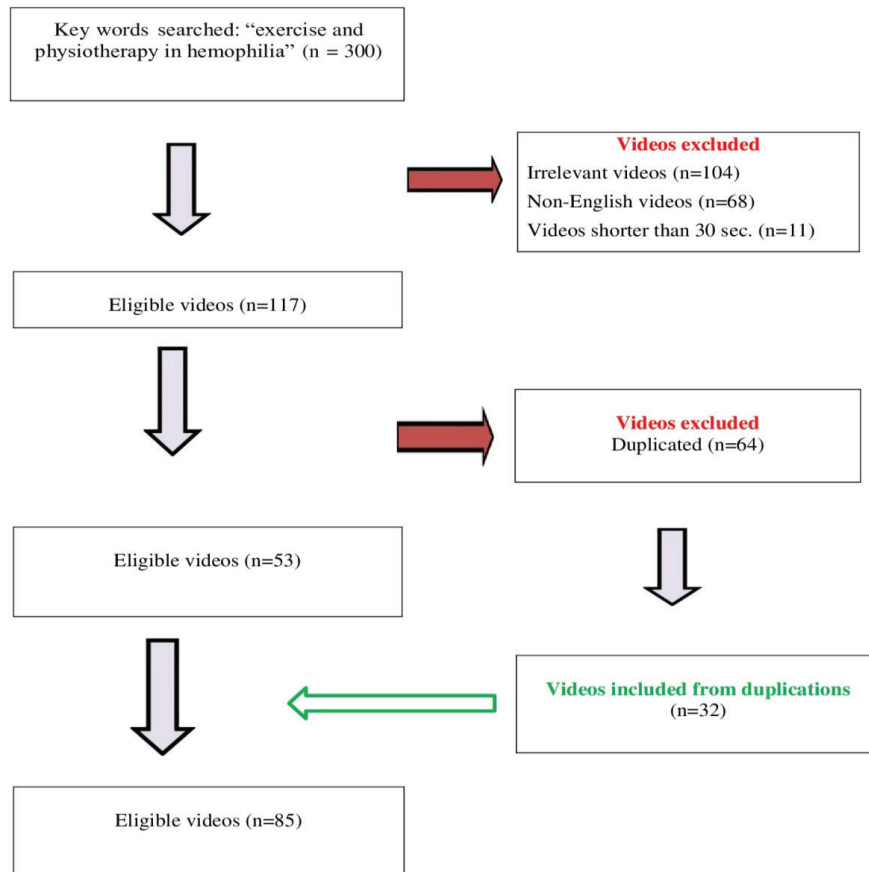 Key words searched: “exercise and
physiotherapy in hemophilia” (n = 300)
Videos excluded
Irrelevant videos (n=104)
Non-English videos (n=68)
Videos shorter than 30 sec. (n=11)
Eligible videos (n=117)
Videos excluded
Duplicated (n=64)
Eligible videos (n=53)
Videos included from duplications
(n=32)
Eligible videos (n=85)